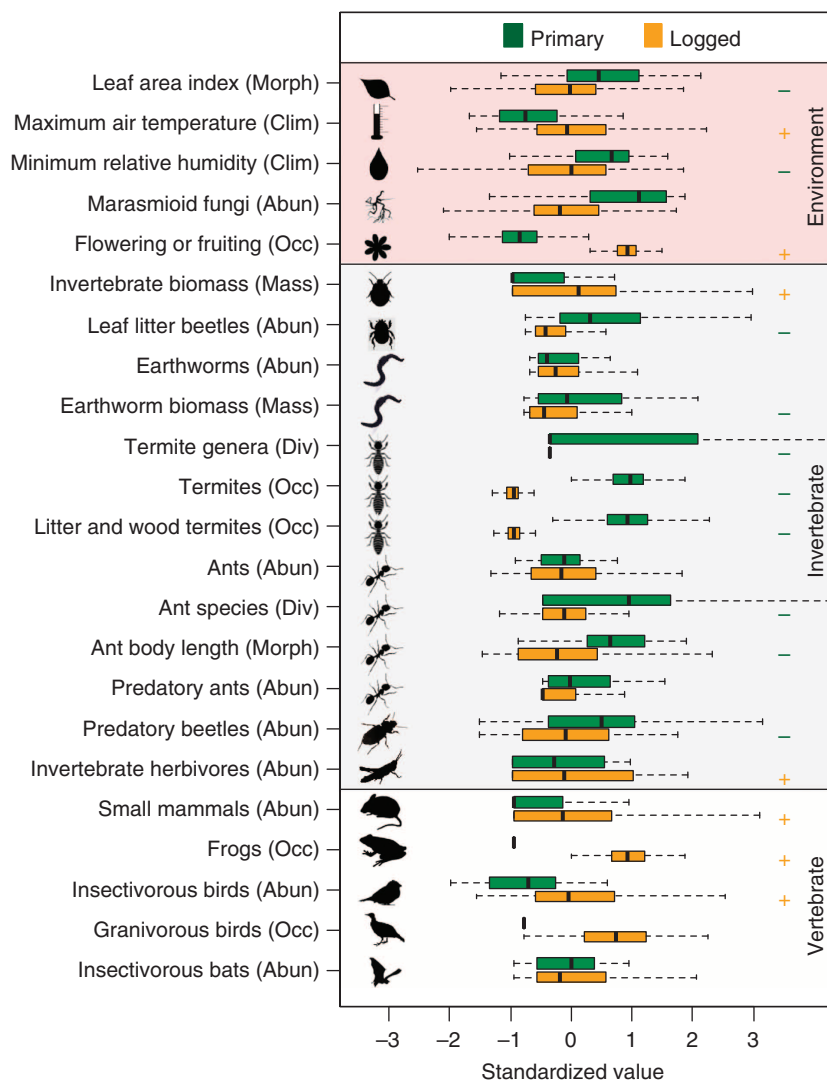 Primary Logged
Leaf area index (Morph) –
Maximum air temperature (Clim) +
Minimum relative humidity (Clim) –
Marasmioid fungi (Abun)
Flowering or fruiting (Occ) +
Environment
Invertebrate biomass (Mass) +
Leaf litter beetles (Abun) –
Earthworms (Abun)
Earthworm biomass (Mass) –
Termite genera (Div) –
Termites (Occ) –
Litter and wood termites (Occ) –
Ants (Abun)
Ant species (Div) –
Ant body length (Morph) –
Predatory ants (Abun)
Predatory beetles (Abun) –
Invertebrate herbivores (Abun) +
Invertebrate
Small mammals (Abun) +
Frogs (Occ) +
Insectivorous birds (Abun) +
Granivorous birds (Occ)
Insectivorous bats (Abun)
Vertebrate
–3 –2 –1 0 1 2 3
Standardized value